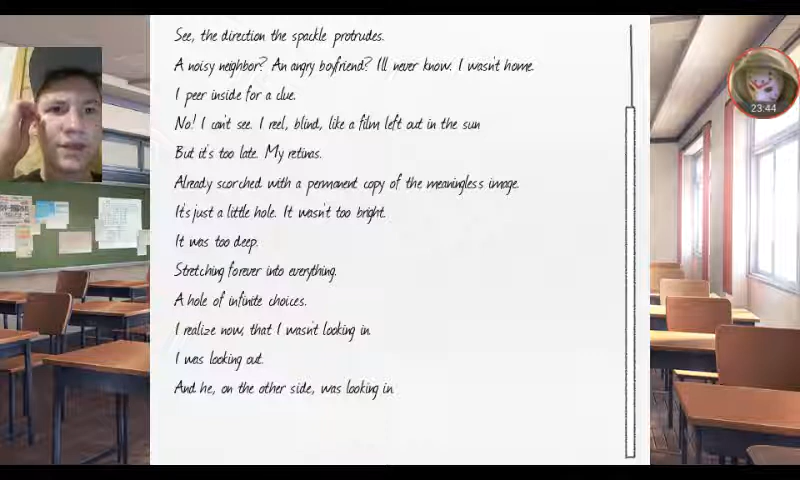 See, the direction the spackle protrudes.
A noisy neighbor? An angry boyfriend? I'll never know. I wasn't home.
I peer inside for a clue.
No! I can't see. I reel, blind, like a film left out in the sun.
But it's too late. My retinas.
Already scorched with a permanent copy of the meaningless image.
It's just a little hole. It wasn't too bright.
It was too deep.
Stretching forever into everything.
A hole of infinite choices.
I realize now, that I wasn't looking in.
I was looking out.
And he, on the other side, was looking in.
23:44